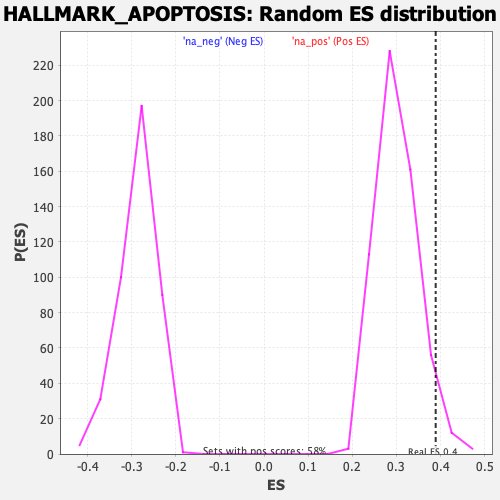 HALLMARK_APOPTOSIS: Random ES distribution
'na_neg' (Neg ES) 'na_pos' (Pos ES)
220
200
180
160
140
120
100
80
60
40
20
0
P(ES)
Sets with pos scores: 58%
Real ES 0.4
-0.4 -0.3 -0.2 -0.1 0.0 0.1 0.2 0.3 0.4 0.5
ES